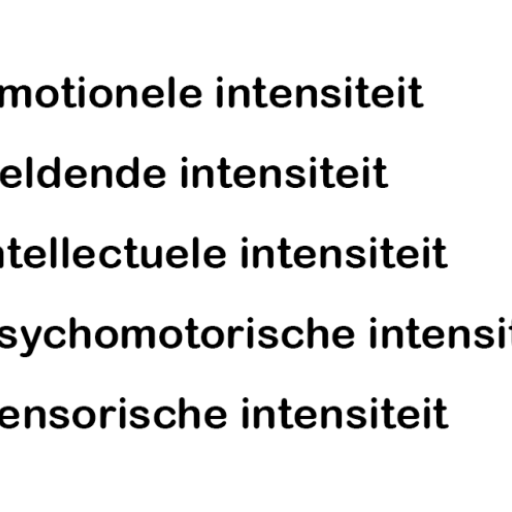 motionele intensiteit
eldende intensiteit
ntellectuele intensiteit
sychomotorische intensit
ensorische intensiteit